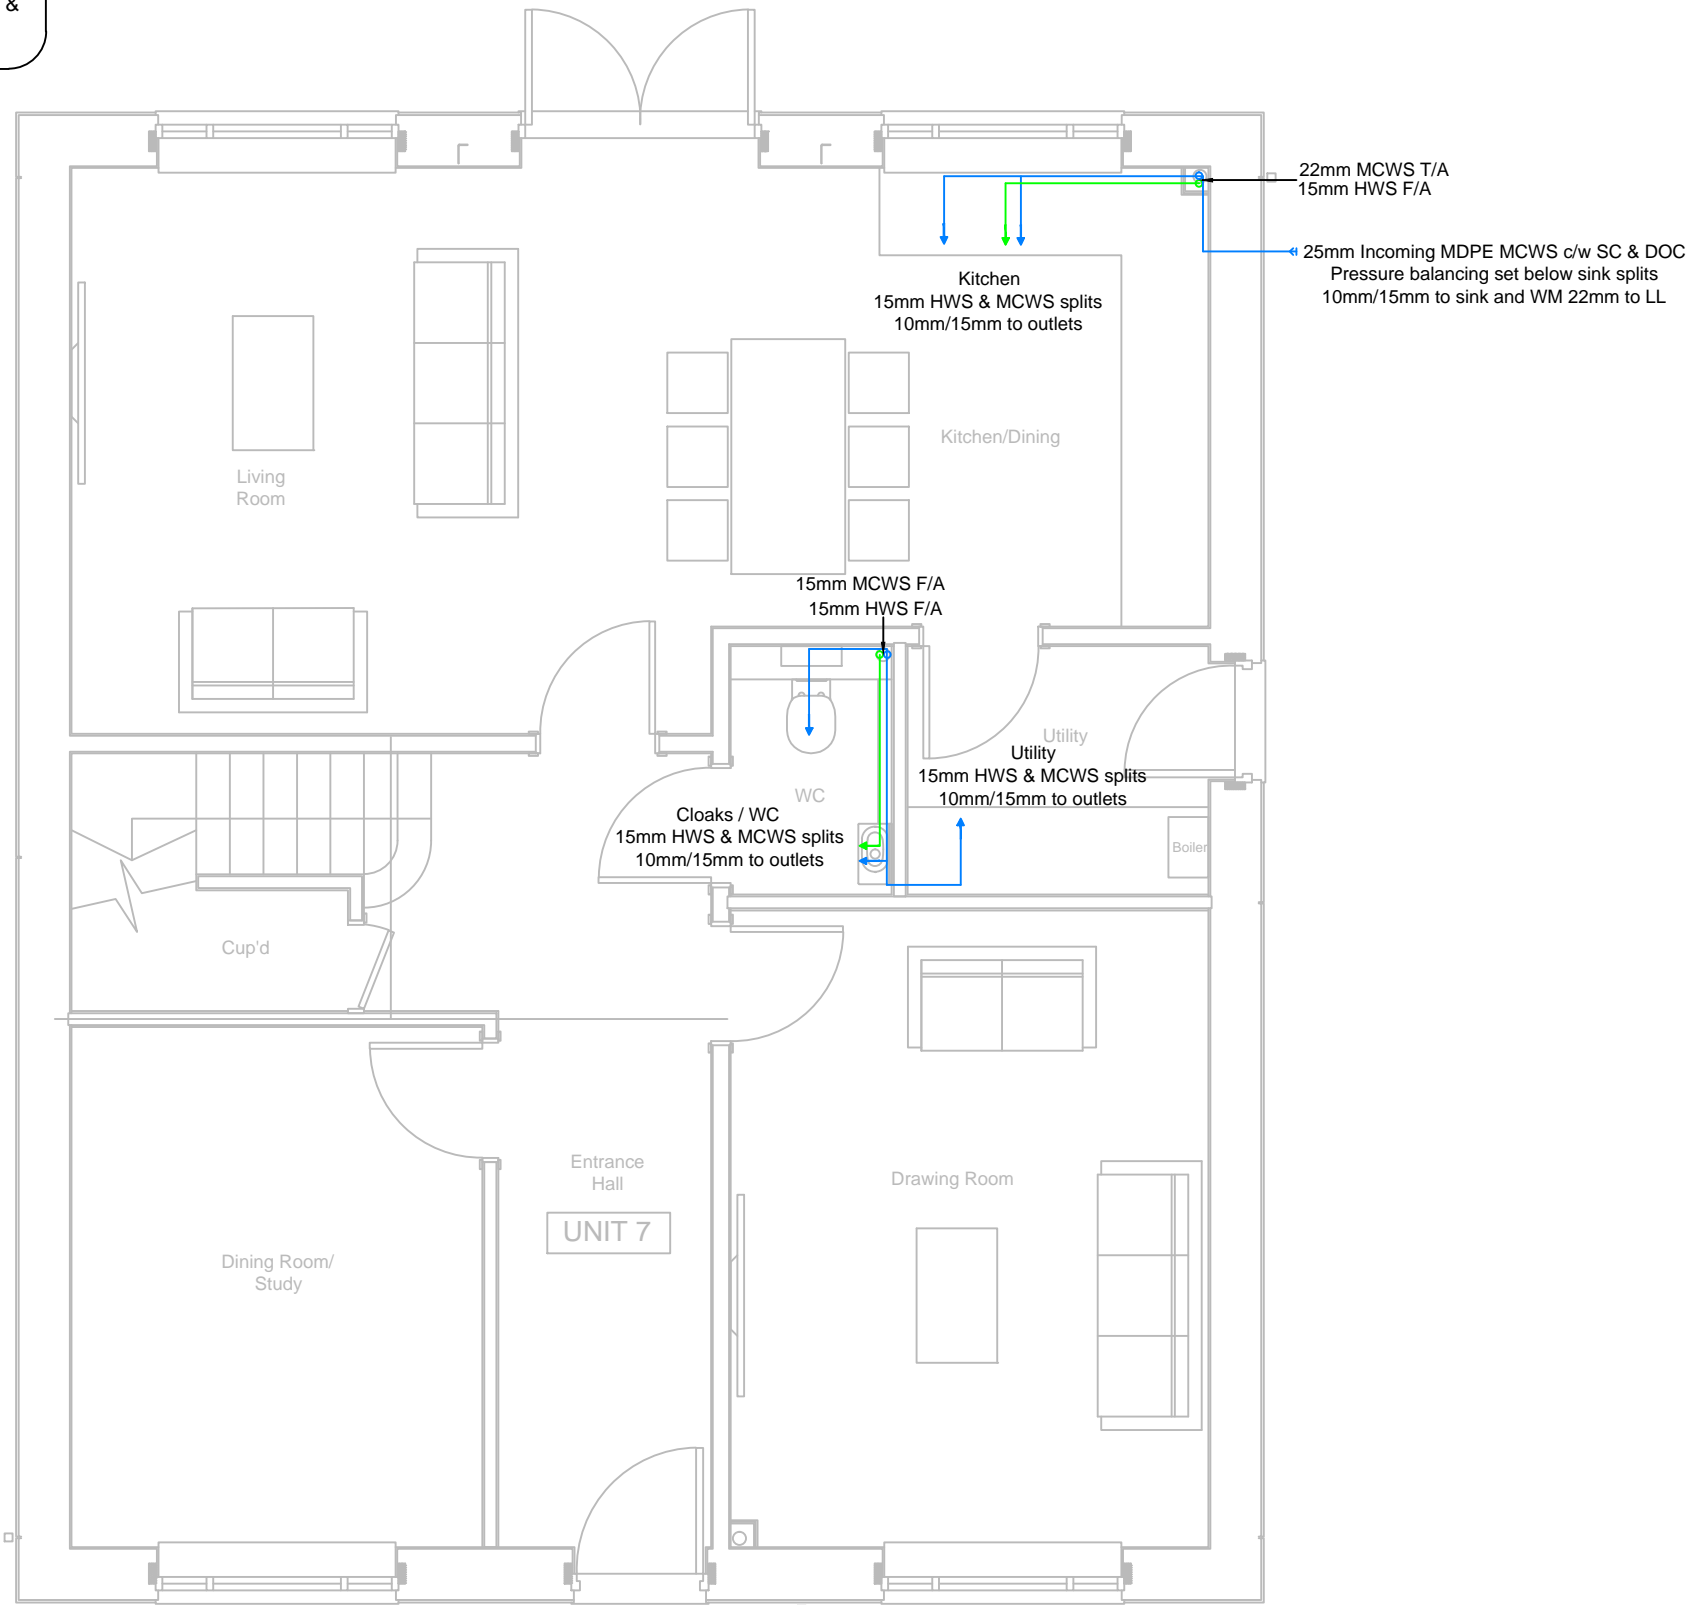 &
22mm MCWS T/A
15mm HWS F/A
25mm Incoming MDPE MCWS c/w SC & DOC
Pressure balancing set below sink splits
10mm/15mm to sink and WM 22mm to LL
Kitchen
15mm HWS & MCWS splits
10mm/15mm to outlets
Kitchen/Dining
Living
Room
15mm MCWS F/A
15mm HWS F/A
Utility
Utility
15mm HWS & MCWS splits
10mm/15mm to outlets
WC
Cloaks / WC
15mm HWS & MCWS splits
10mm/15mm to outlets
Boiler
Cup'd
Entrance
Hall
UNIT 7
Drawing Room
Dining Room/
Study